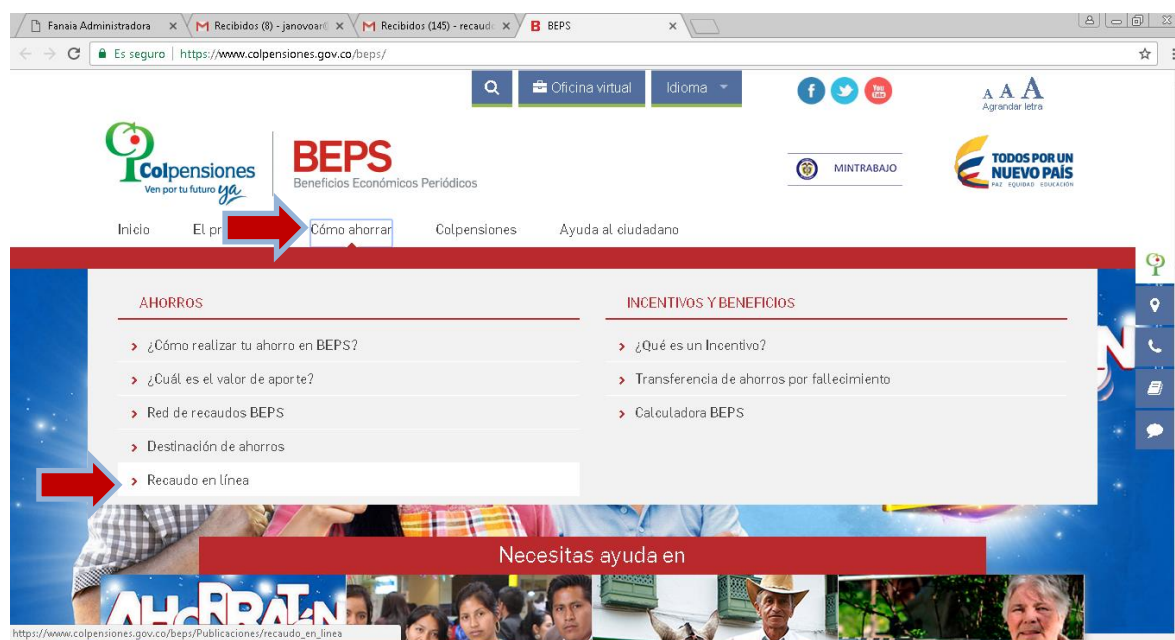 Fanaia Administradora
Recibidos (8) - janovoar@
Recibidos (145) - recaud
B BEPS
Es seguro | https://www.colpensiones.gov.co/beps/
Oficina virtual
Idioma
f
You Tube
A A A
Agrandar letra
Colpensiones
Ven por tu futuro ya
BEPS
Beneficios Económicos Periódicos
MINTRABAJO
TODOS POR UN
NUEVO PAÍS
PAZ EQUIDAD EDUCACIÓN
Inicio El pr Cómo ahorrar Colpensiones Ayuda al ciudadano
AHORROS
¿Cómo realizar tu ahorro en BEPS?
¿Cuál es el valor de aporte?
Red de recaudos BEPS
Destinación de ahorros
Recaudo en línea
INCENTIVOS Y BENEFICIOS
¿Qué es un Incentivo?
Transferencia de ahorros por fallecimiento
Calculadora BEPS
Necesitas ayuda en
https://www.colpensiones.gov.co/beps/Publicaciones/recaudo_en_linea